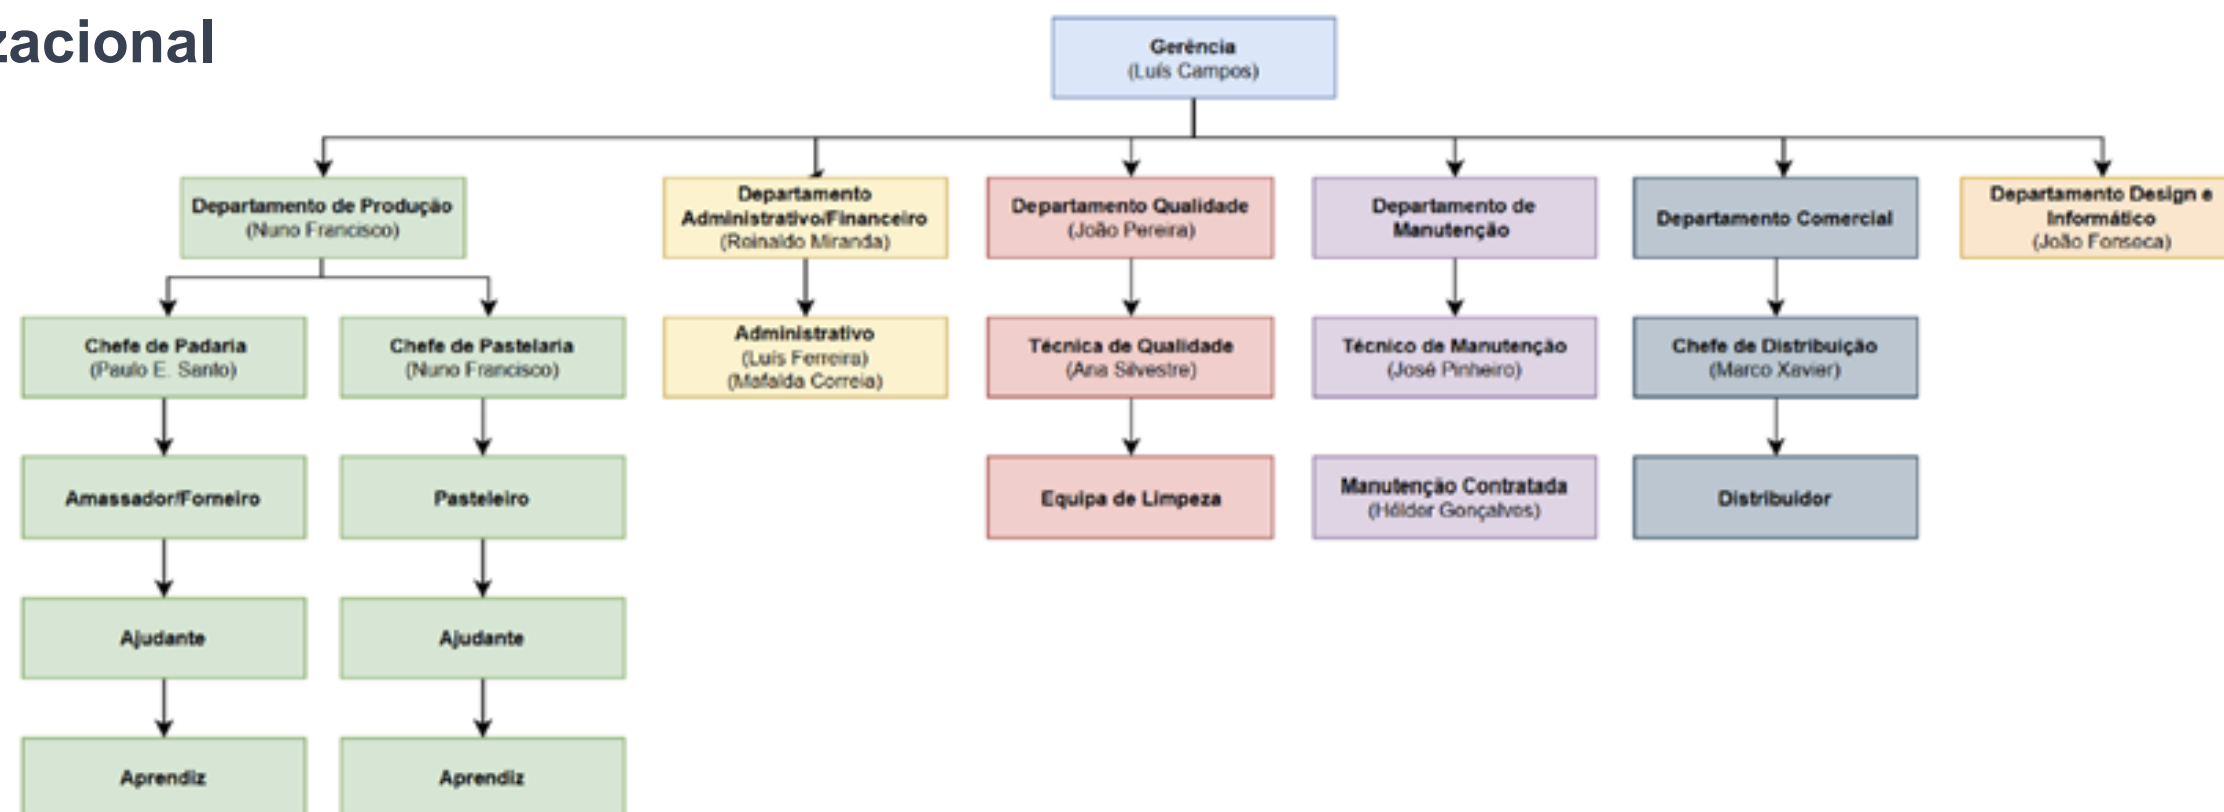 zacional
Gerência
(Luís Campos)
Departamento de Produção
(Nuno Francisco)
Departamento
Administrativo/Financeiro
(Reinaldo Miranda)
Departamento Qualidade
(João Pereira)
Departamento de
Manutenção
Departamento Comercial
Departamento Design e
Informático
(João Fonseca)
Chefe de Padaria
(Paulo E. Santo)
Chefe de Pastelaria
(Nuno Francisco)
Administrativo
(Luís Ferreira)
(Mafalda Correia)
Técnica de Qualidade
(Ana Silvestre)
Técnico de Manutenção
(José Pinheiro)
Chefe de Distribuição
(Marco Xavier)
Amassador/Forneiro
Pasteleiro
Equipa de Limpeza
Manutenção Contratada
(Hélder Gonçalves)
Distribuidor
Ajudante
Ajudante
Aprendiz
Aprendiz